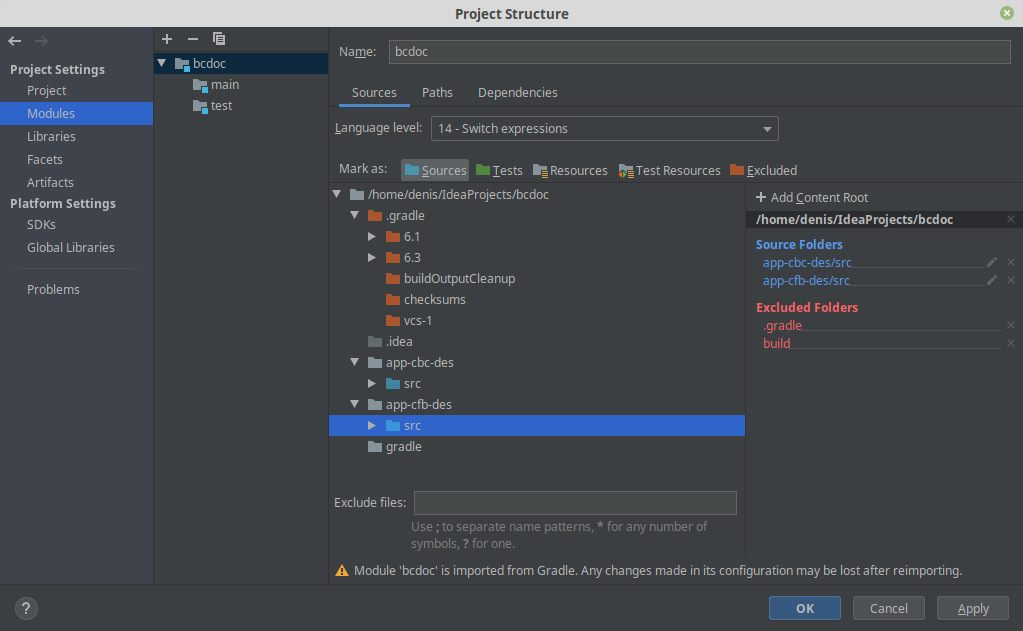 Project Structure
Project Settings
Project
Modules
Libraries
Facets
Artifacts
Platform Settings
SDKs
Global Libraries
Problems
bcdoc
main
test
Name: bcdoc
Sources Paths Dependencies
Language level: 14 - Switch expressions
Mark as: Sources Tests Resources Test Resources Excluded
/home/denis/IdeaProjects/bcdoc
.gradle
6.1
6.3
buildOutputCleanup
checksums
vcs-1
.idea
app-cbc-des
src
app-cfb-des
src
gradle
+ Add Content Root
/home/denis/IdeaProjects/bcdoc
Source Folders
app-cbc-des/src
app-cfb-des/src
Excluded Folders
.gradle
build
Exclude files:
Use ; to separate name patterns, * for any number of
symbols, ? for one.
Module 'bcdoc' is imported from Gradle. Any changes made in its configuration may be lost after reimporting.
? OK Cancel Apply